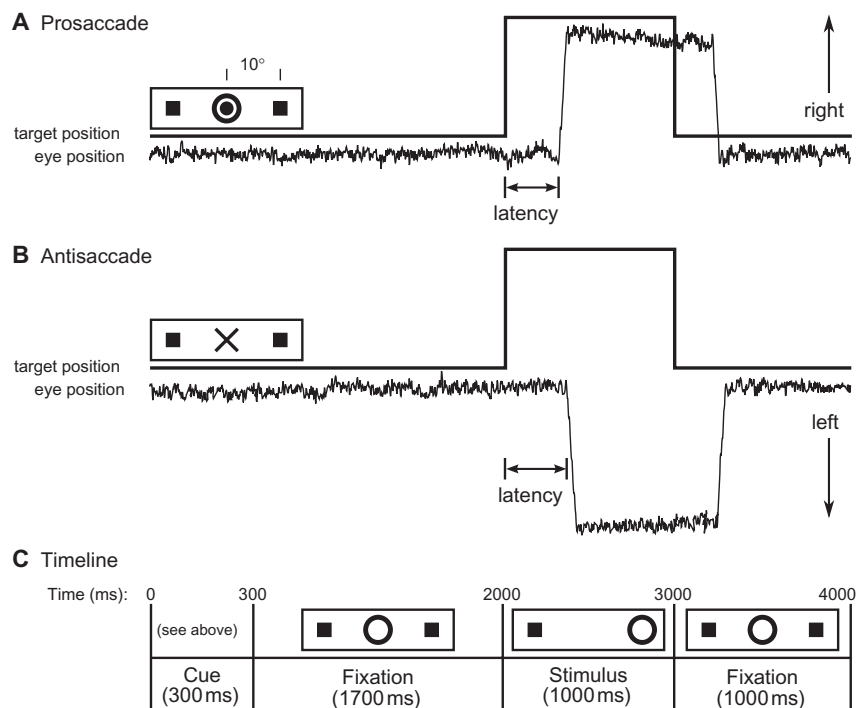 A Prosaccade
10°
target position
eye position
right
latency
B Antisaccade
target position
eye position
left
latency
C Timeline
Time (ms): 0 300 2000 3000 4000
(see above)
Cue
(300 ms)
Fixation
(1700 ms)
Stimulus
(1000 ms)
Fixation
(1000 ms)